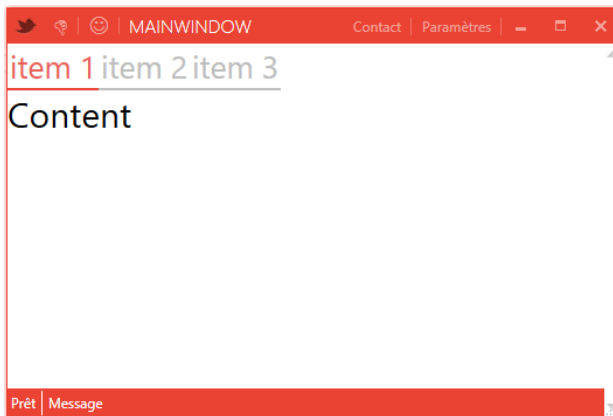 MAINWINDOW Contact Paramètres
item 1 item 2 item 3
Content
Prêt Message